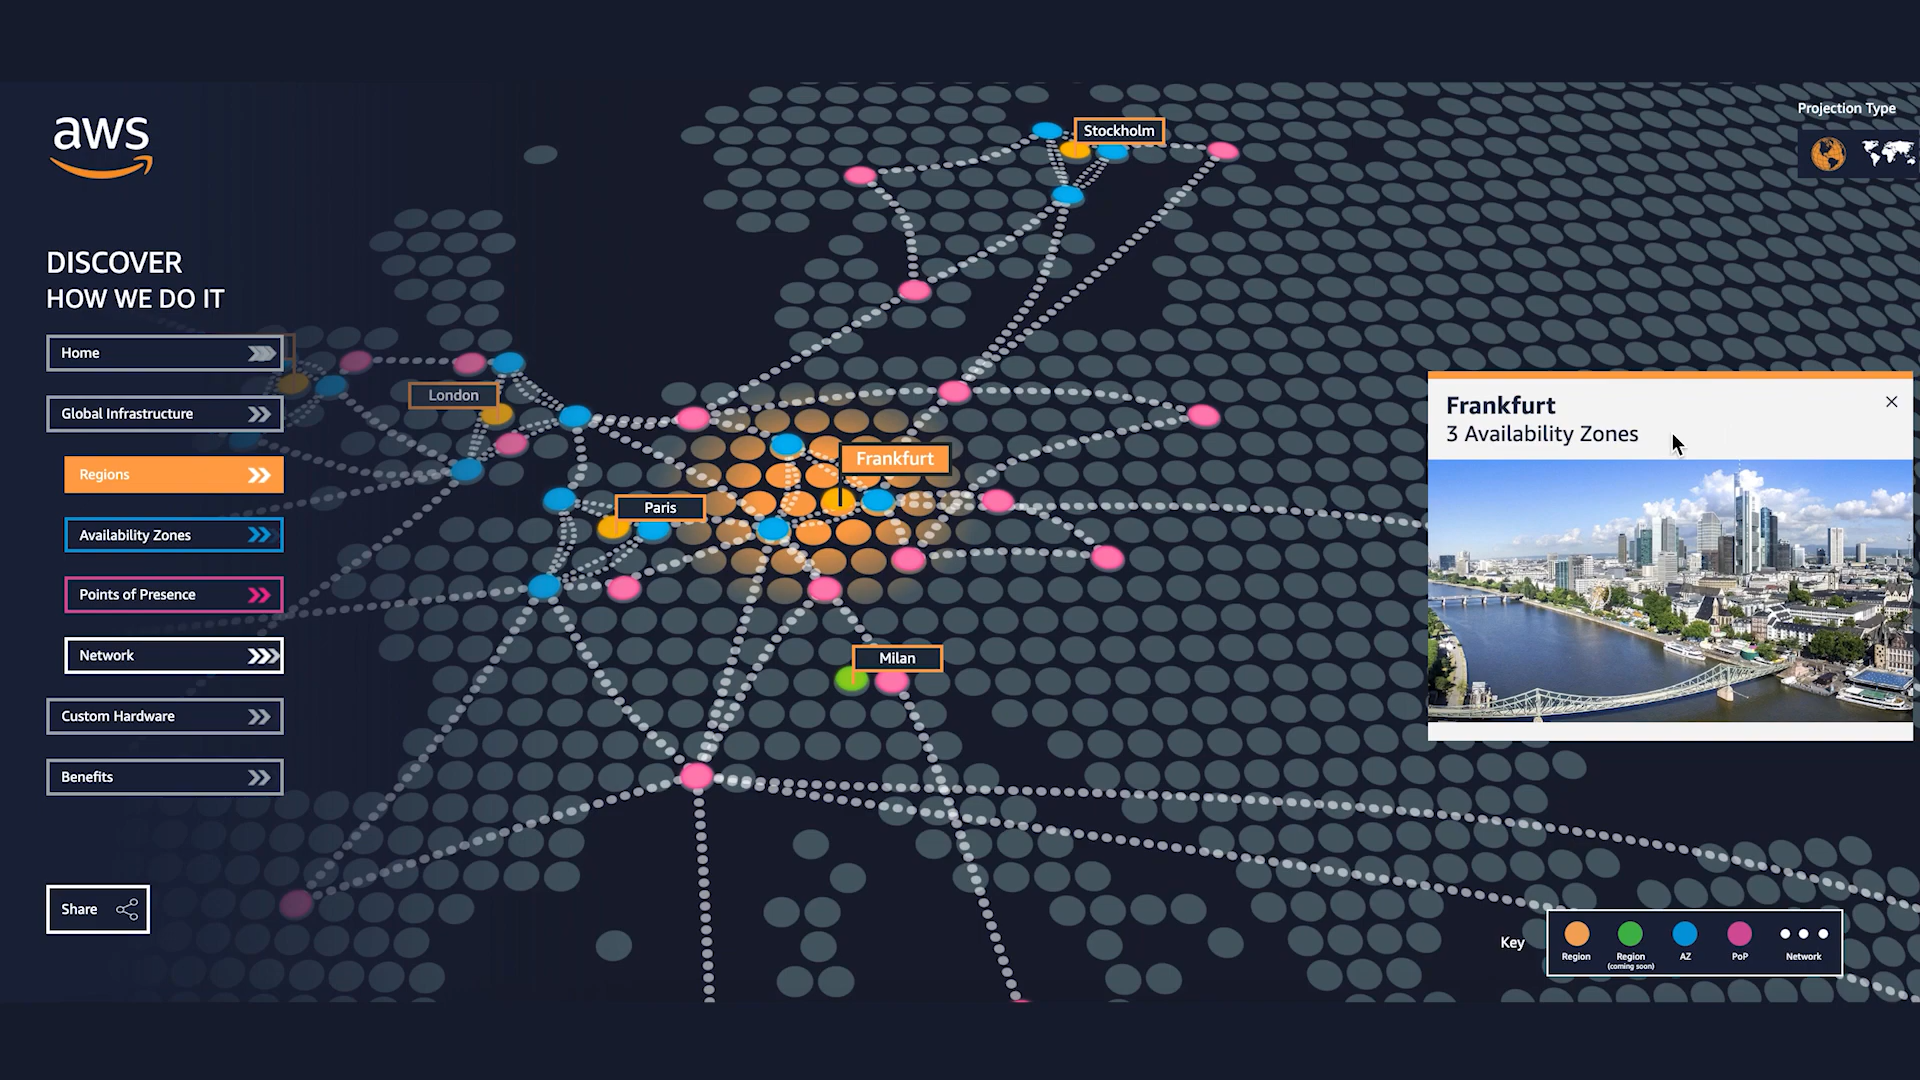 aws
DISCOVER
HOW WE DO IT
Home
Global Infrastructure
Regions
Availability Zones
Points of Presence
Network
Custom Hardware
Benefits
Share
Stockholm
London
Frankfurt
Paris
Milan
Projection Type
Frankfurt
3 Availability Zones
Key
Region
Region
(coming soon)
AZ
PoP
Network